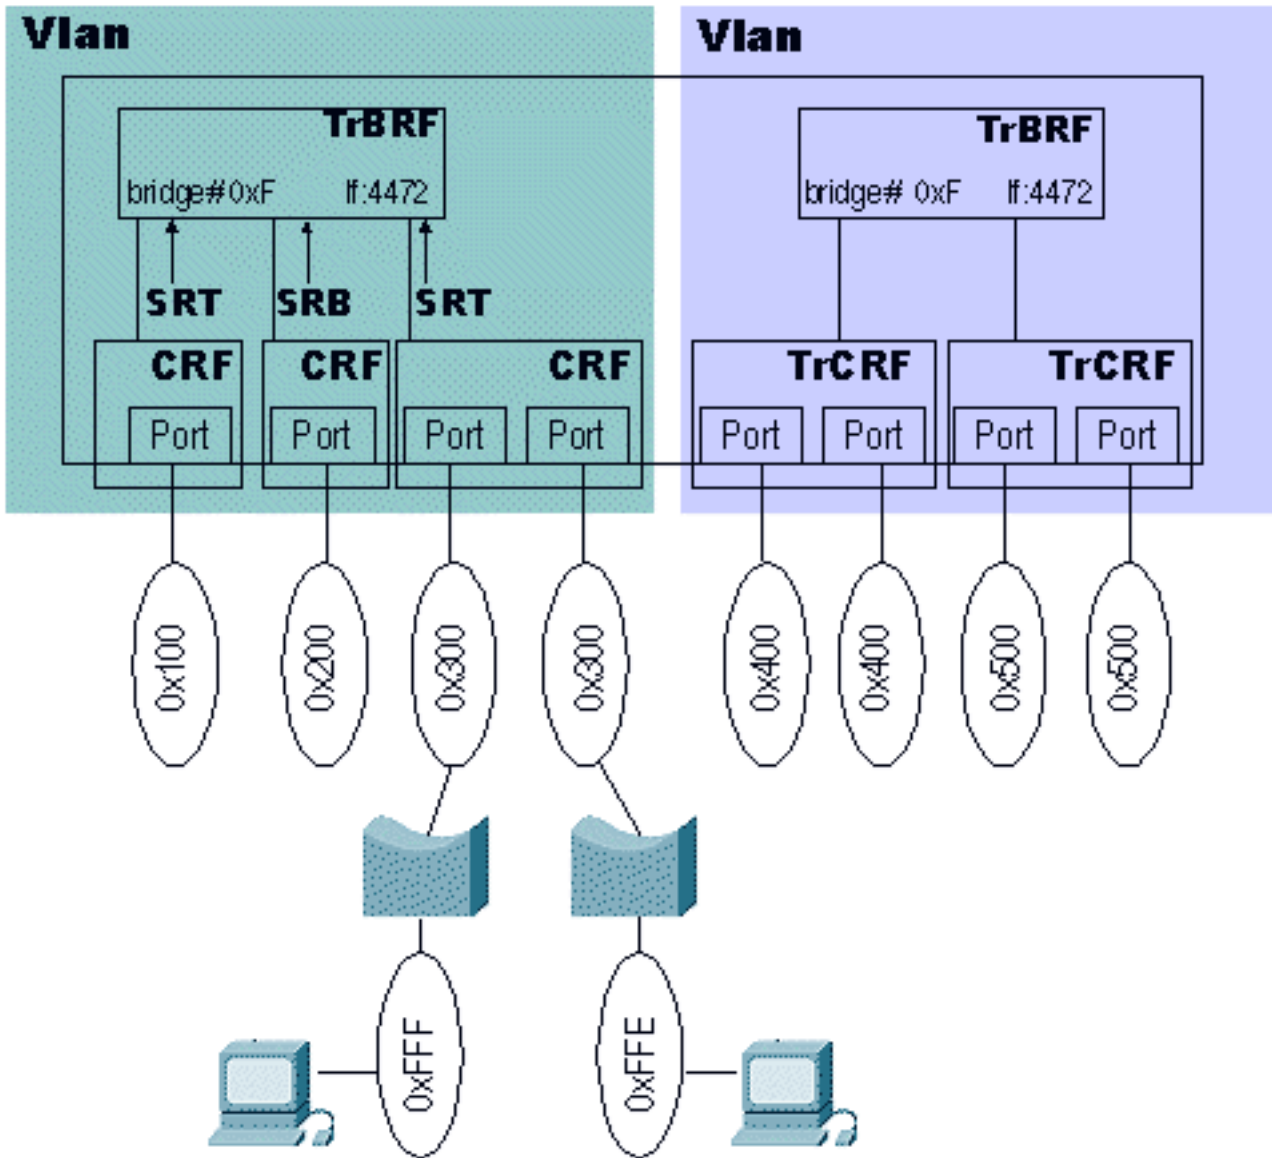 Vlan
Vlan
TrBRF
bridge# 0xF lf:4472
TrBRF
bridge# 0xF lf:4472
SRT
SRB
SRT
CRF
CRF
CRF
TrCRF
TrCRF
Port
Port
Port
Port
Port
Port
Port
Port
0x100
0x200
0x300
0x300
0x400
0x400
0x500
0x500
0xFFF
0xFFE